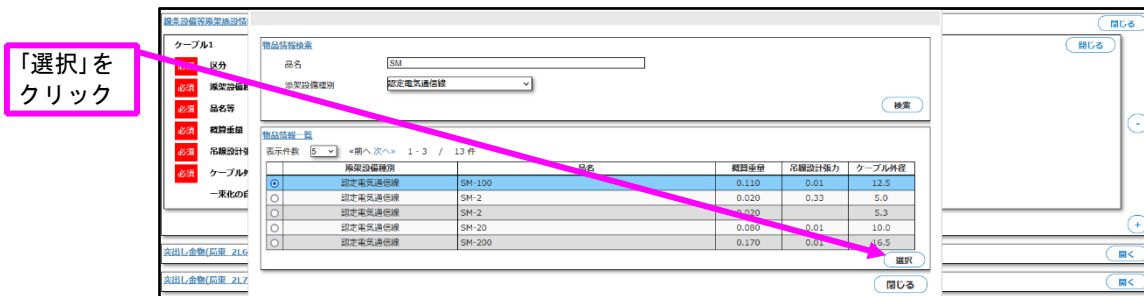 「選択」を
クリック
線条設備等添架施設情
閉じる
ケーブル1
閉じる
必須 区分
必須 添架設備種
必須 品名等
必須 概算重量
必須 吊線設計張
必須 ケーブル外
一束化の
物品情報検索
品名 SM
添架設備種別 認定電気通信線
検索
物品情報一覧
表示件数 5 «前へ 次へ» 1 - 3 / 13 件
添架設備種別 品名 概算重量 吊線設計張力 ケーブル外径
認定電気通信線 SM-100 0.110 0.01 12.5
認定電気通信線 SM-2 0.020 0.33 5.0
認定電気通信線 SM-2 0.020 5.3
認定電気通信線 SM-20 0.080 0.01 10.0
認定電気通信線 SM-200 0.170 0.01 16.5
選択
閉じる
-
+
突出し金物(局東 2L6
開く
突出し金物(局東 2L7
開く